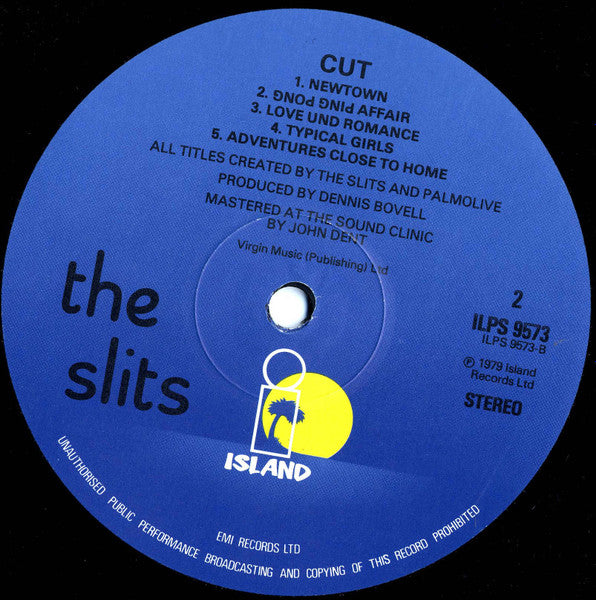 CUT
1. NEWTOWN
2. PING PONG AFFAIR
3. LOVE UND ROMANCE
4. TYPICAL GIRLS
5. ADVENTURES CLOSE TO HOME
ALL TITLES CREATED BY THE SLITS AND PALMOLIVE
PRODUCED BY DENNIS BOVELL
MASTERED AT THE SOUND CLINIC
BY JOHN DENT
Virgin Music (Publishing) Ltd
the
slits
2
ILPS 9573
ILPS 9573-B
℗ 1979 Island
Records Ltd
STEREO
ISLAND
EMI RECORDS LTD
UNAUTHORISED PUBLIC PERFORMANCE BROADCASTING AND COPYING OF THIS RECORD PROHIBITED